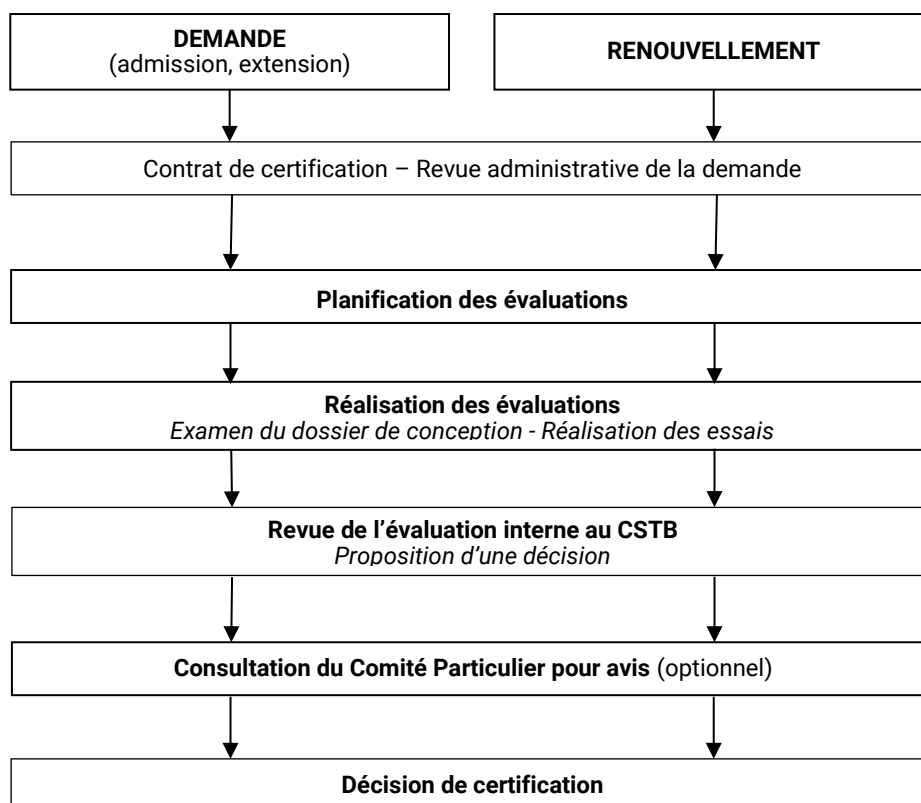 DEMANDE
(admission, extension)
RENOUVELLEMENT
Contrat de certification – Revue administrative de la demande
Planification des évaluations
Réalisation des évaluations
Examen du dossier de conception - Réalisation des essais
Revue de l’évaluation interne au CSTB
Proposition d’une décision
Consultation du Comité Particulier pour avis (optionnel)
Décision de certification